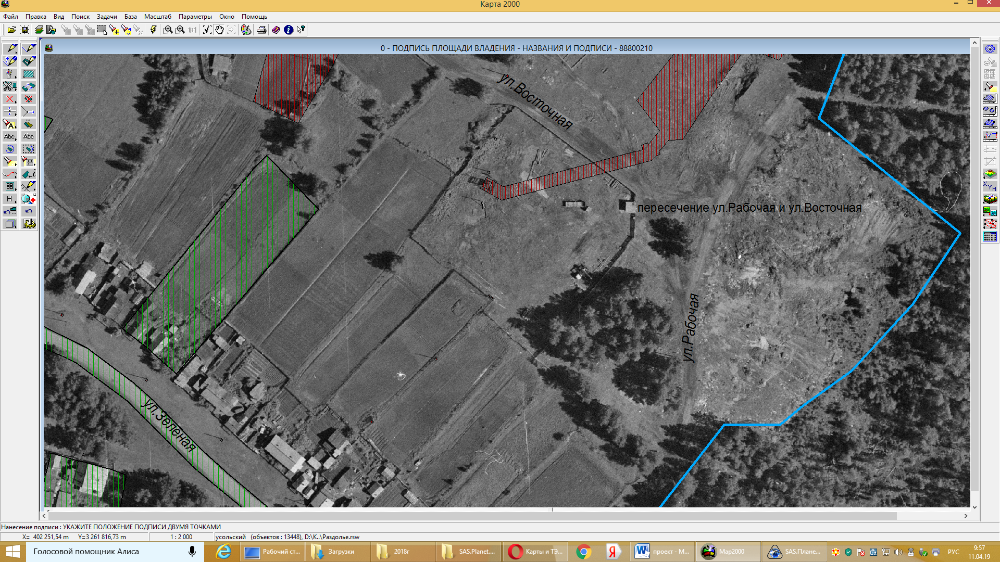 Карта 2000
Файл Правка Вид Поиск Задачи База Масштаб Параметры Окно Помощь
0 - ПОДПИСЬ ПЛОЩАДИ ВЛАДЕНИЯ - НАЗВАНИЯ И ПОДПИСИ - 88800210
ул.Восточная
пересечение ул.Рабочая и ул.Восточная
ул.Рабочая
ул.Зеленая
Нанесение подписи : УКАЖИТЕ ПОЛОЖЕНИЕ ПОДПИСИ ДВУМЯ ТОЧКАМИ
X= 402 251,54 m Y=3 261 816,73 m 1 : 2 000 усольский (объектов : 13448), D:\K..\Раздолье.rsw
Голосовой помощник Алиса
Рабочий ст...
Загрузки
2018г
SAS.Planet....
Карты и ТЭ...
проект - M...
Map2000
SAS.Плане...
РУС
9:57
11.04.19